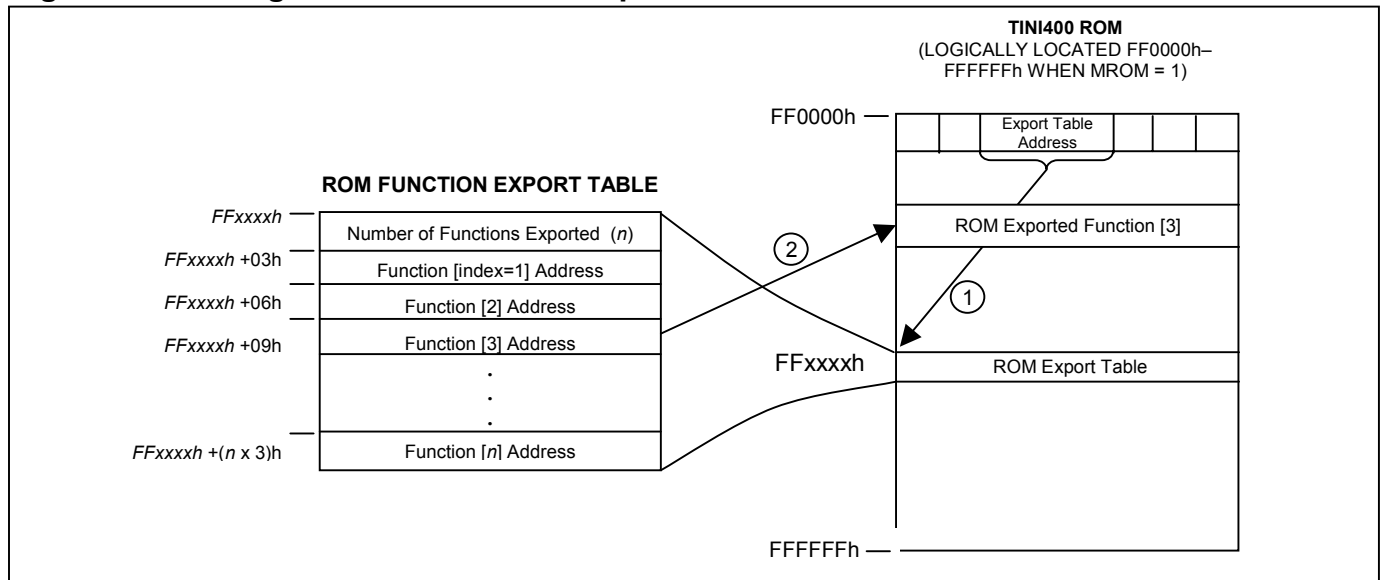 TINI400 ROM
(LOGICALLY LOCATED FF0000h–
FFFFFFh WHEN MROM = 1)
FF0000h
Export Table
Address
ROM FUNCTION EXPORT TABLE
FFxxxxh
Number of Functions Exported (n)
ROM Exported Function [3]
2
FFxxxxh +03h
Function [index=1] Address
FFxxxxh +06h
Function [2] Address
1
FFxxxxh +09h
Function [3] Address
FFxxxxh
ROM Export Table
.
.
.
FFxxxxh +(n x 3)h
Function [n] Address
FFFFFFh